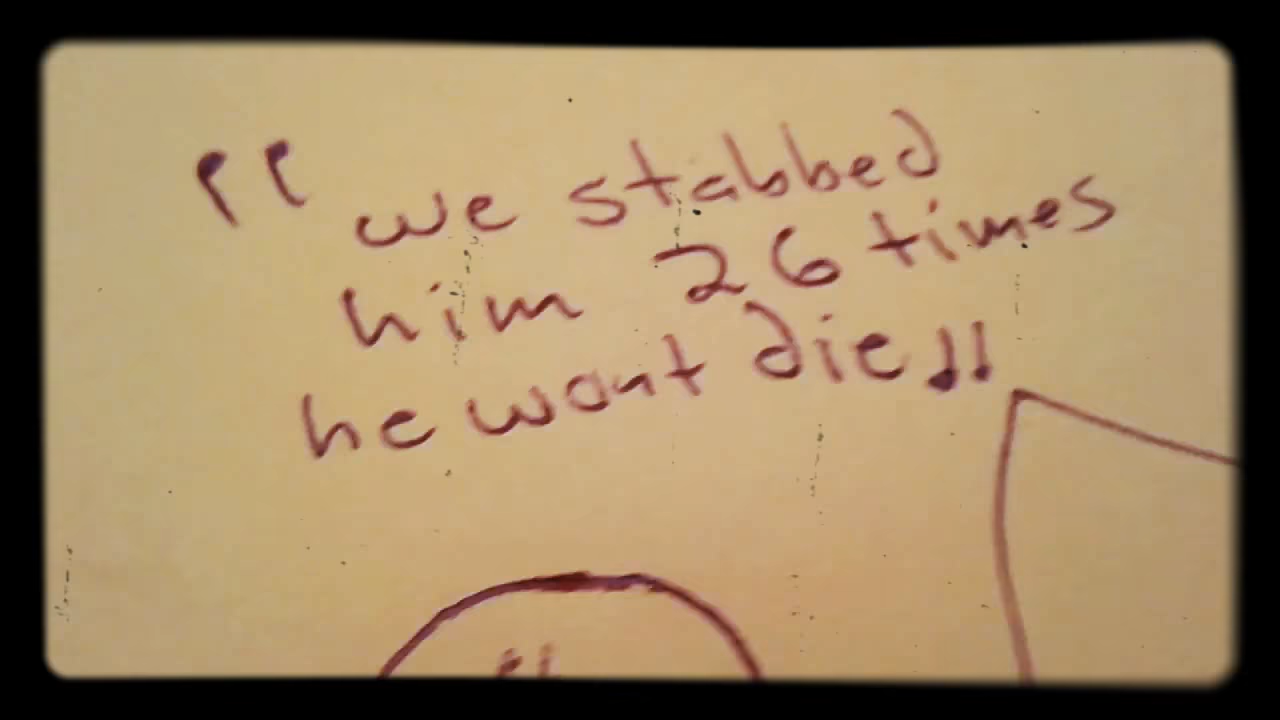 " we stabbed
him 26 times
he wont die !!
"